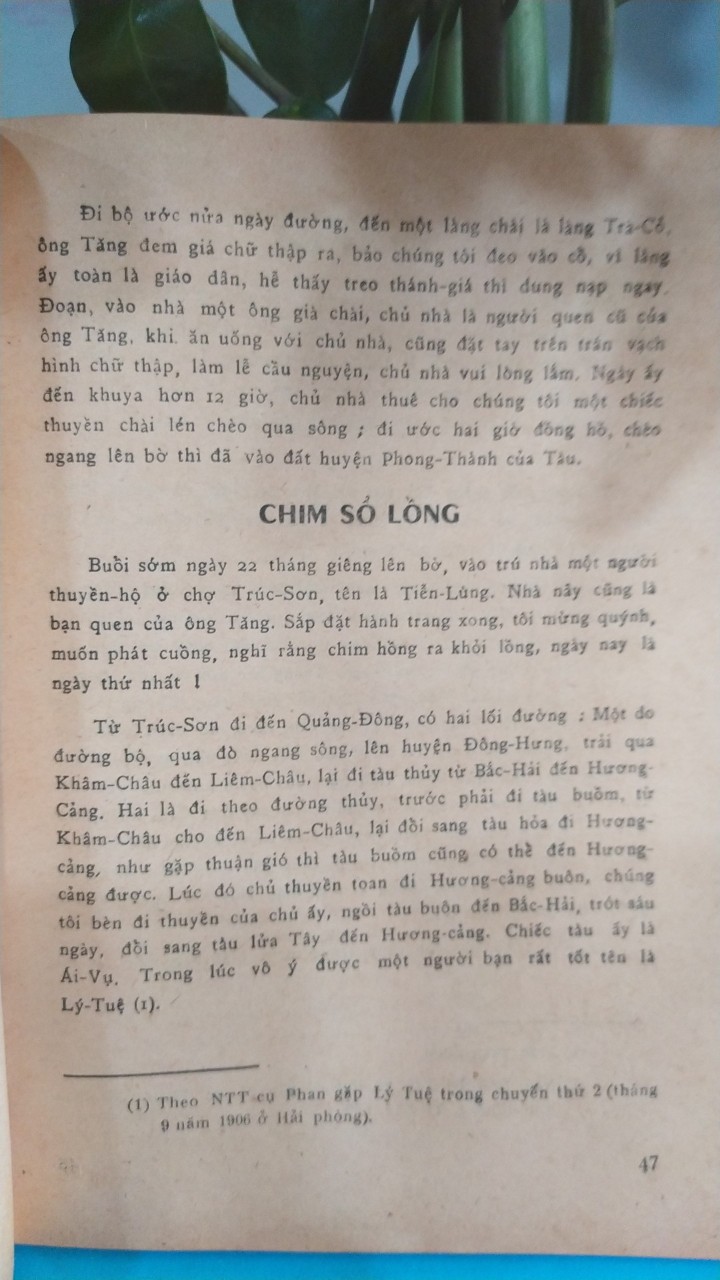 Đi bộ ước nửa ngày đường, đến một làng chài là làng Trà-Cổ,
ông Tăng đem giá chữ thập ra, bảo chúng tôi đeo vào cổ, vì làng
ấy toàn là giáo dân, hễ thấy treo thánh-giá thì dung nạp ngay.
Đoạn, vào nhà một ông già chài, chủ nhà là người quen cũ của
ông Tăng, khi. ăn uống với chủ nhà, cũng đặt tay trên trán vạch
hình chữ thập, làm lễ cầu nguyện, chủ nhà vui lòng lắm. Ngày ấy
đến khuya hơn 12 giờ, chủ nhà thuê cho chúng tôi một chiếc
thuyền chài lén chèo qua sông ; đi ước hai giờ đồng hồ, chèo
ngang lên bờ thì đã vào đất huyện Phong-Thành của Tàu.
CHIM SỔ LỒNG
Buổi sớm ngày 22 tháng giêng lên bờ, vào trú nhà một người
thuyền-hộ ở chợ Trúc-Sơn, tên là Tiễn-Lùng. Nhà nầy cũng là
bạn quen của ông Tăng. Sắp đặt hành trang xong, tôi mừng quýnh,
muốn phát cuồng, nghĩ rằng chim hồng ra khỏi lồng, ngày nay là
ngày thứ nhất !
Từ Trúc-Sơn đi đến Quảng-Đông, có hai lối đường : Một do
đường bộ, qua đò ngang sông, lên huyện Đông-Hưng, trải qua
Khâm-Châu đến Liêm-Châu, lại đi tàu thủy từ Bắc-Hải đến Hương-
Cảng. Hai là đi theo đường thủy, trước phải đi tàu buồm, từ
Khâm-Châu cho đến Liêm-Châu, lại đổi sang tàu hỏa đi Hương-
cảng, như gặp thuận gió thì tàu buồm cũng có thể đến Hương-
cảng được. Lúc đó chủ thuyền toan đi Hương-cảng buôn, chúng
tôi bèn đi thuyền của chủ ấy, ngồi tàu buôn đến Bắc-Hải, trót sáu
ngày, đổi sang tàu lửa Tây đến Hương-cảng. Chiếc tàu ấy là
Ái-Vụ. Trong lúc vô ý được một người bạn rất tốt tên là
Lý-Tuệ (1).
(1) Theo NTT cụ Phan gặp Lý Tuệ trong chuyến thứ 2 (tháng
9 năm 1906 ở Hải phòng).
47